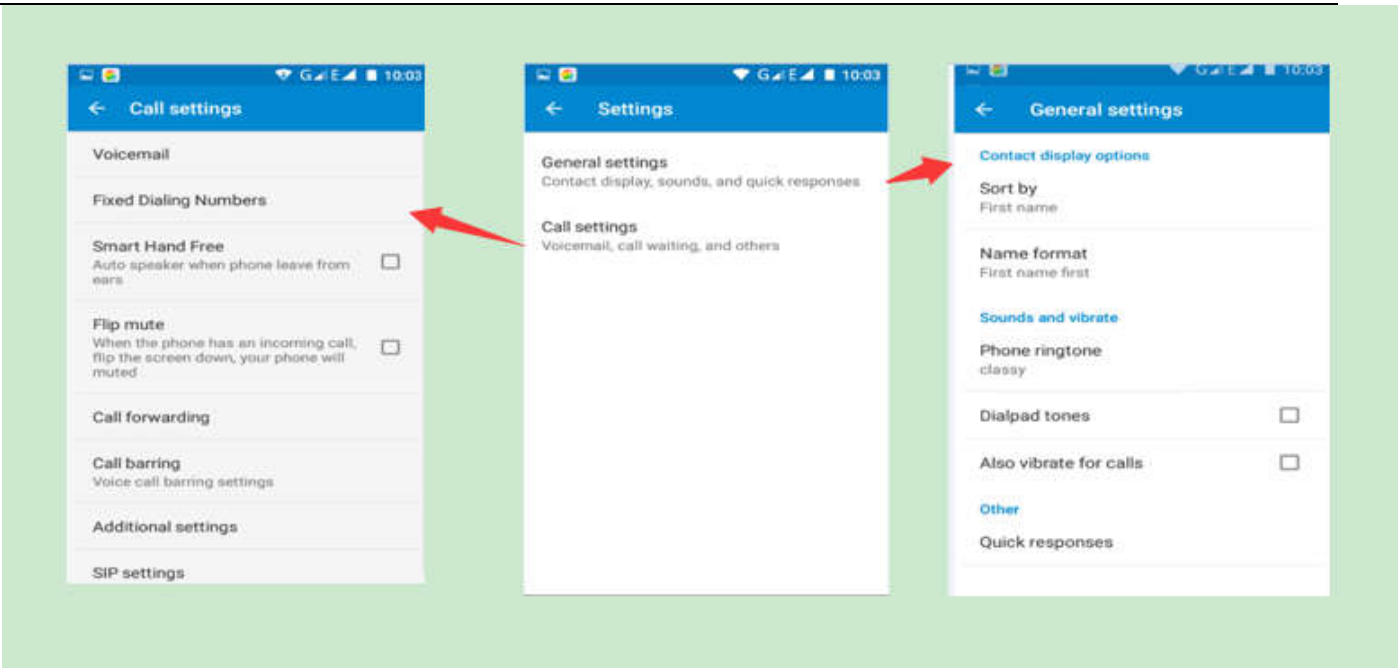 G E 10:03
Call settings
Voicemail
Fixed Dialing Numbers
Smart Hand Free
Auto speaker when phone leave from
ears
Flip mute
When the phone has an incoming call,
flip the screen down, your phone will
muted
Call forwarding
Call barring
Voice call barring settings
Additional settings
SIP settings
G E 10:03
Settings
General settings
Contact display, sounds, and quick responses
Call settings
Voicemail, call waiting, and others
G E 10:03
General settings
Contact display options
Sort by
First name
Name format
First name first
Sounds and vibrate
Phone ringtone
classy
Dialpad tones
Also vibrate for calls
Other
Quick responses